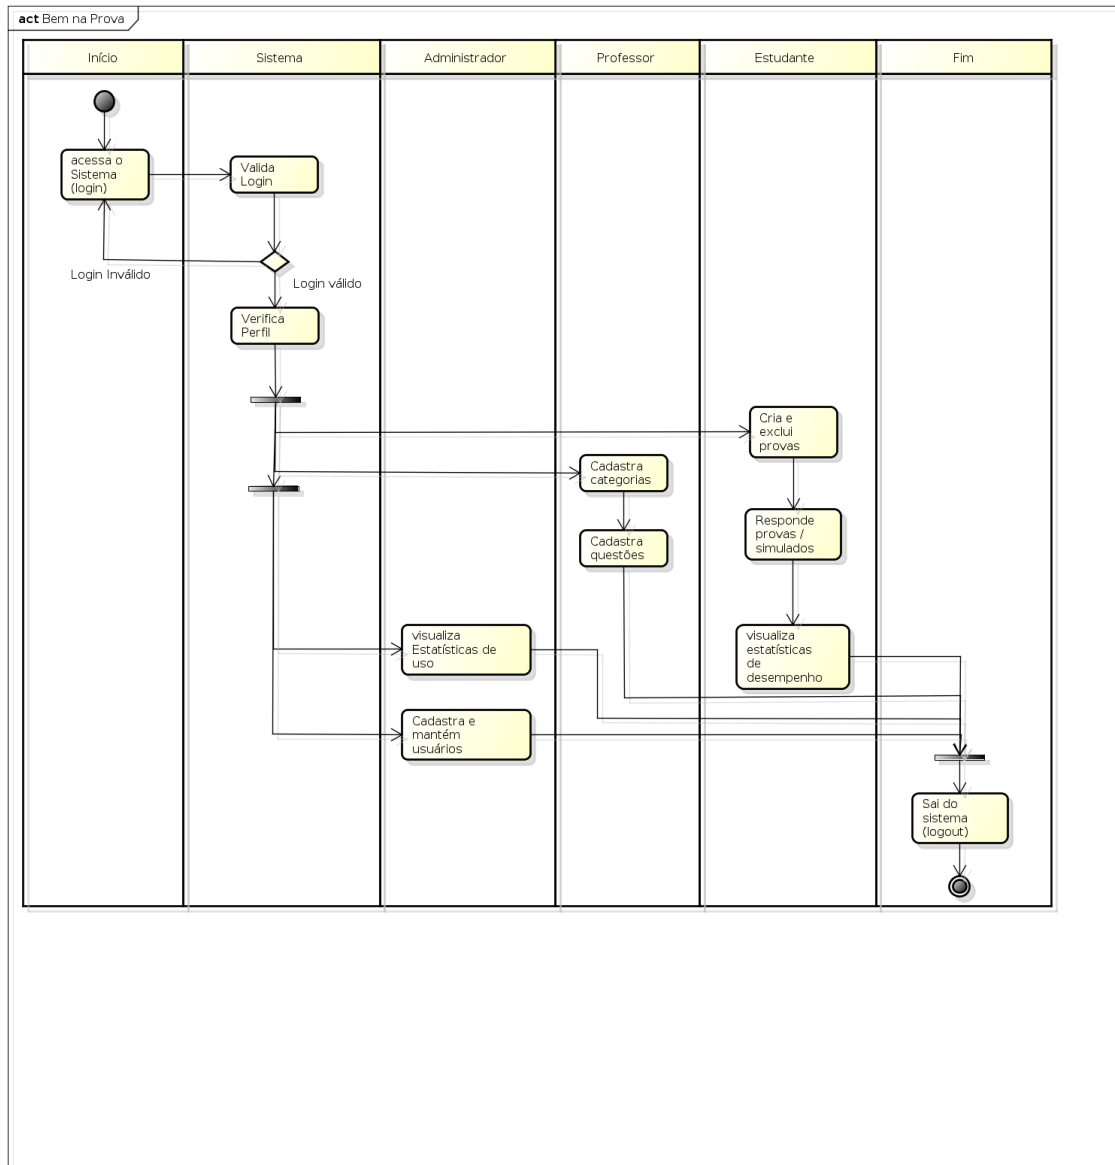 act Bem na Prova
Início
Sistema
Administrador
Professor
Estudante
Fim
acessa o
Sistema
(login)
Valida
Login
Login Inválido
Login válido
Verifica
Perfil
Cria e
exclui
provas
Cadastra
categorias
Responde
provas /
simulados
Cadastra
questões
visualiza
Estatísticas de
uso
visualiza
estatísticas
de
desempenho
Cadastra e
mantém
usuários
Sai do
sistema
(logout)